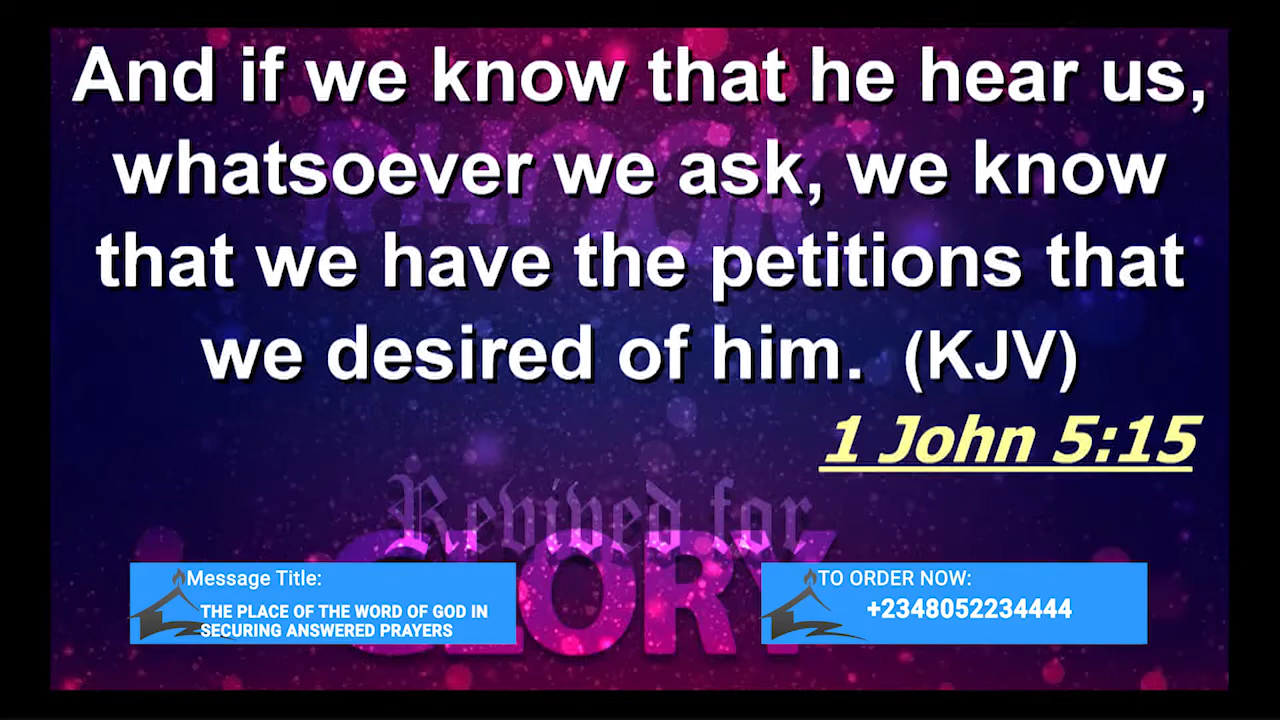 And if we know that he hear us,
whatsoever we ask, we know
that we have the petitions that
we desired of him. (KJV)
1 John 5:15
Revived for
GLORY
Message Title:
THE PLACE OF THE WORD OF GOD IN
SECURING ANSWERED PRAYERS
TO ORDER NOW:
+2348052234444